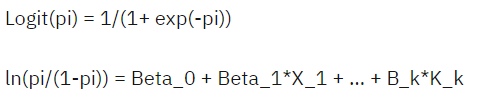 Logit(pi) = 1/(1+ exp(-pi))
ln(pi/(1-pi)) = Beta_0 + Beta_1*X_1 + … + B_k*K_k